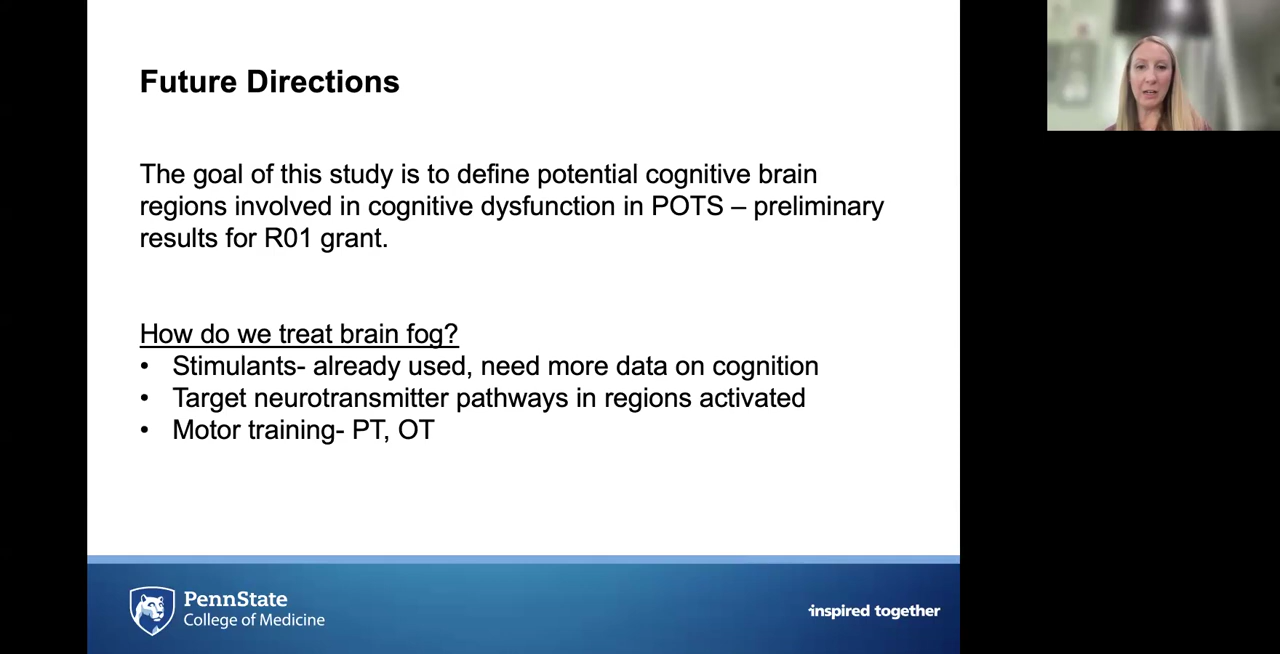 Future Directions
The goal of this study is to define potential cognitive brain
regions involved in cognitive dysfunction in POTS – preliminary
results for R01 grant.
How do we treat brain fog?
• Stimulants- already used, need more data on cognition
• Target neurotransmitter pathways in regions activated
• Motor training- PT, OT
PennState
College of Medicine
inspired together